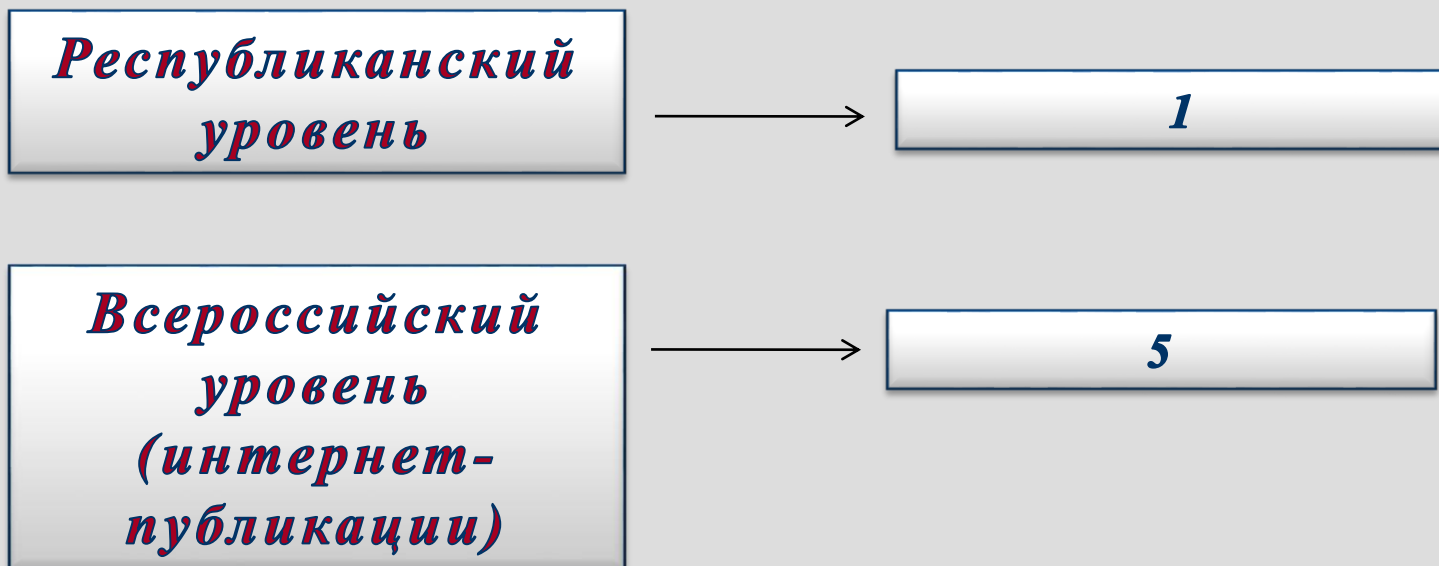 Республиканский
уровень
1
Всероссийский
уровень
(интернет-
публикации)
5